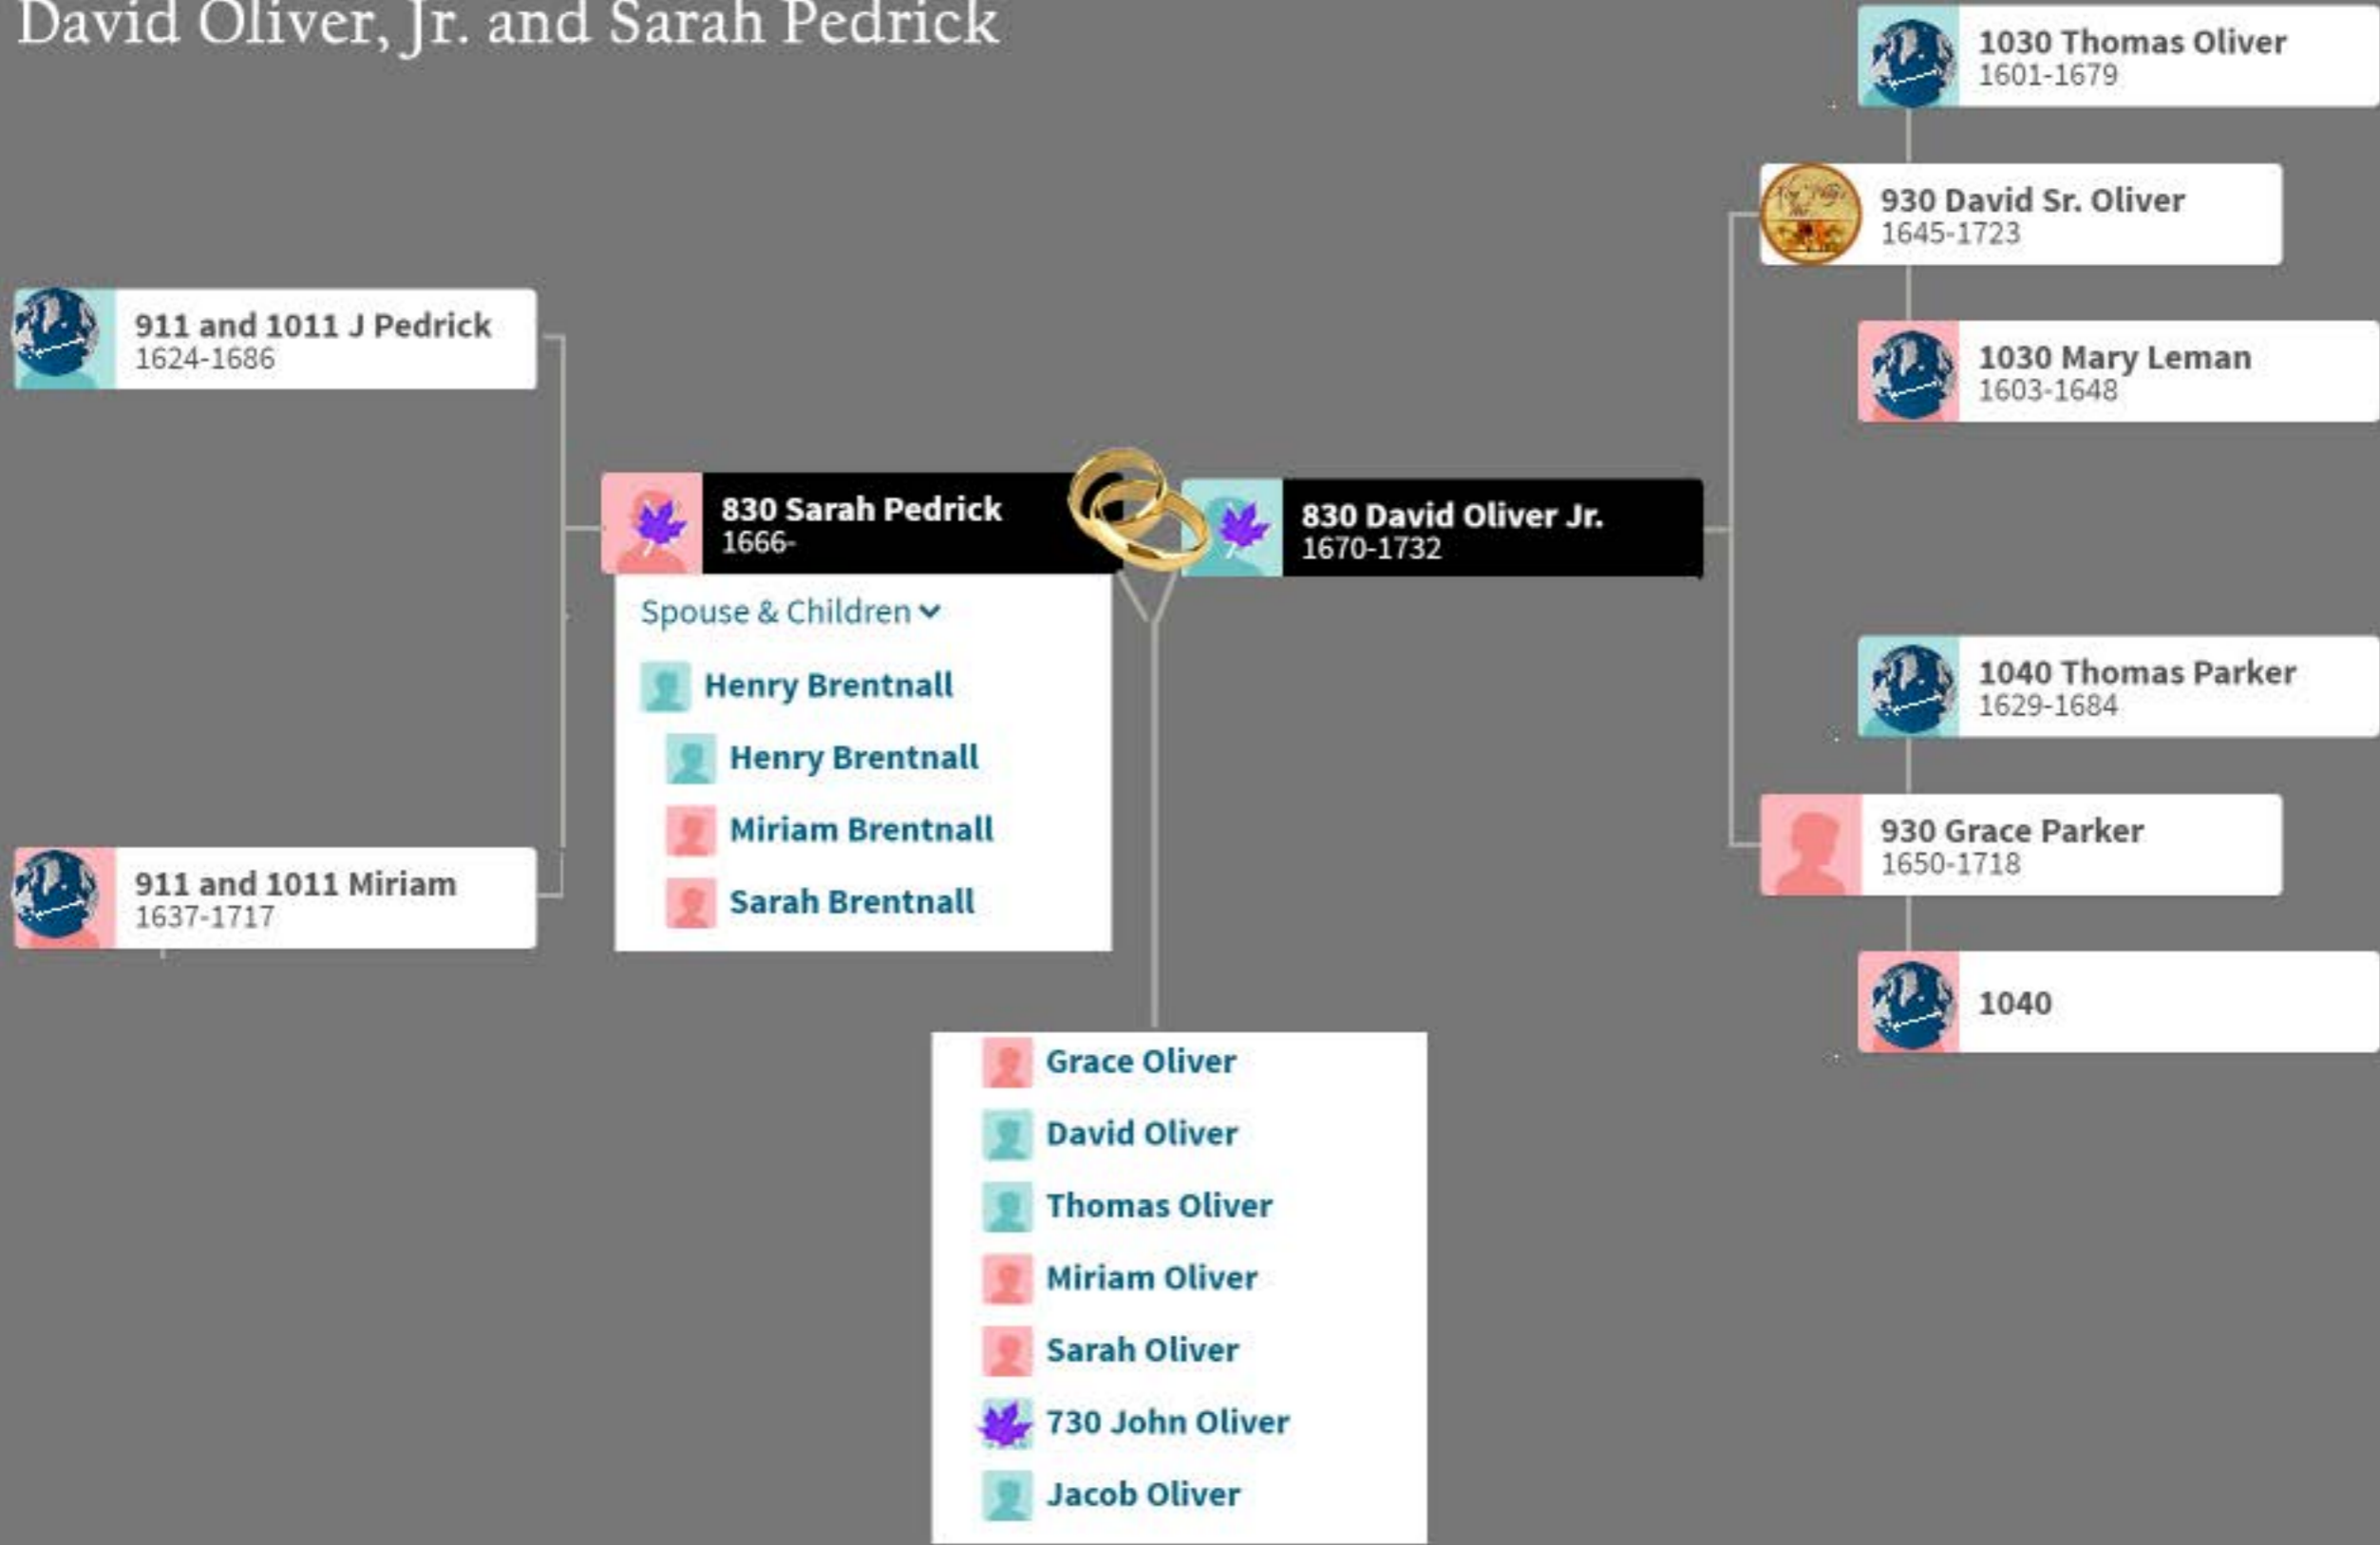 David Oliver, Jr. and Sarah Pedrick
1030 Thomas Oliver
1601-1679
930 David Sr. Oliver
1645-1723
911 and 1011 J Pedrick
1624-1686
1030 Mary Leman
1603-1648
830 Sarah Pedrick
1666-
830 David Oliver Jr.
1670-1732
Spouse & Children
Henry Brentnall
Henry Brentnall
Miriam Brentnall
Sarah Brentnall
1040 Thomas Parker
1629-1684
930 Grace Parker
1650-1718
911 and 1011 Miriam
1637-1717
1040
Grace Oliver
David Oliver
Thomas Oliver
Miriam Oliver
Sarah Oliver
730 John Oliver
Jacob Oliver